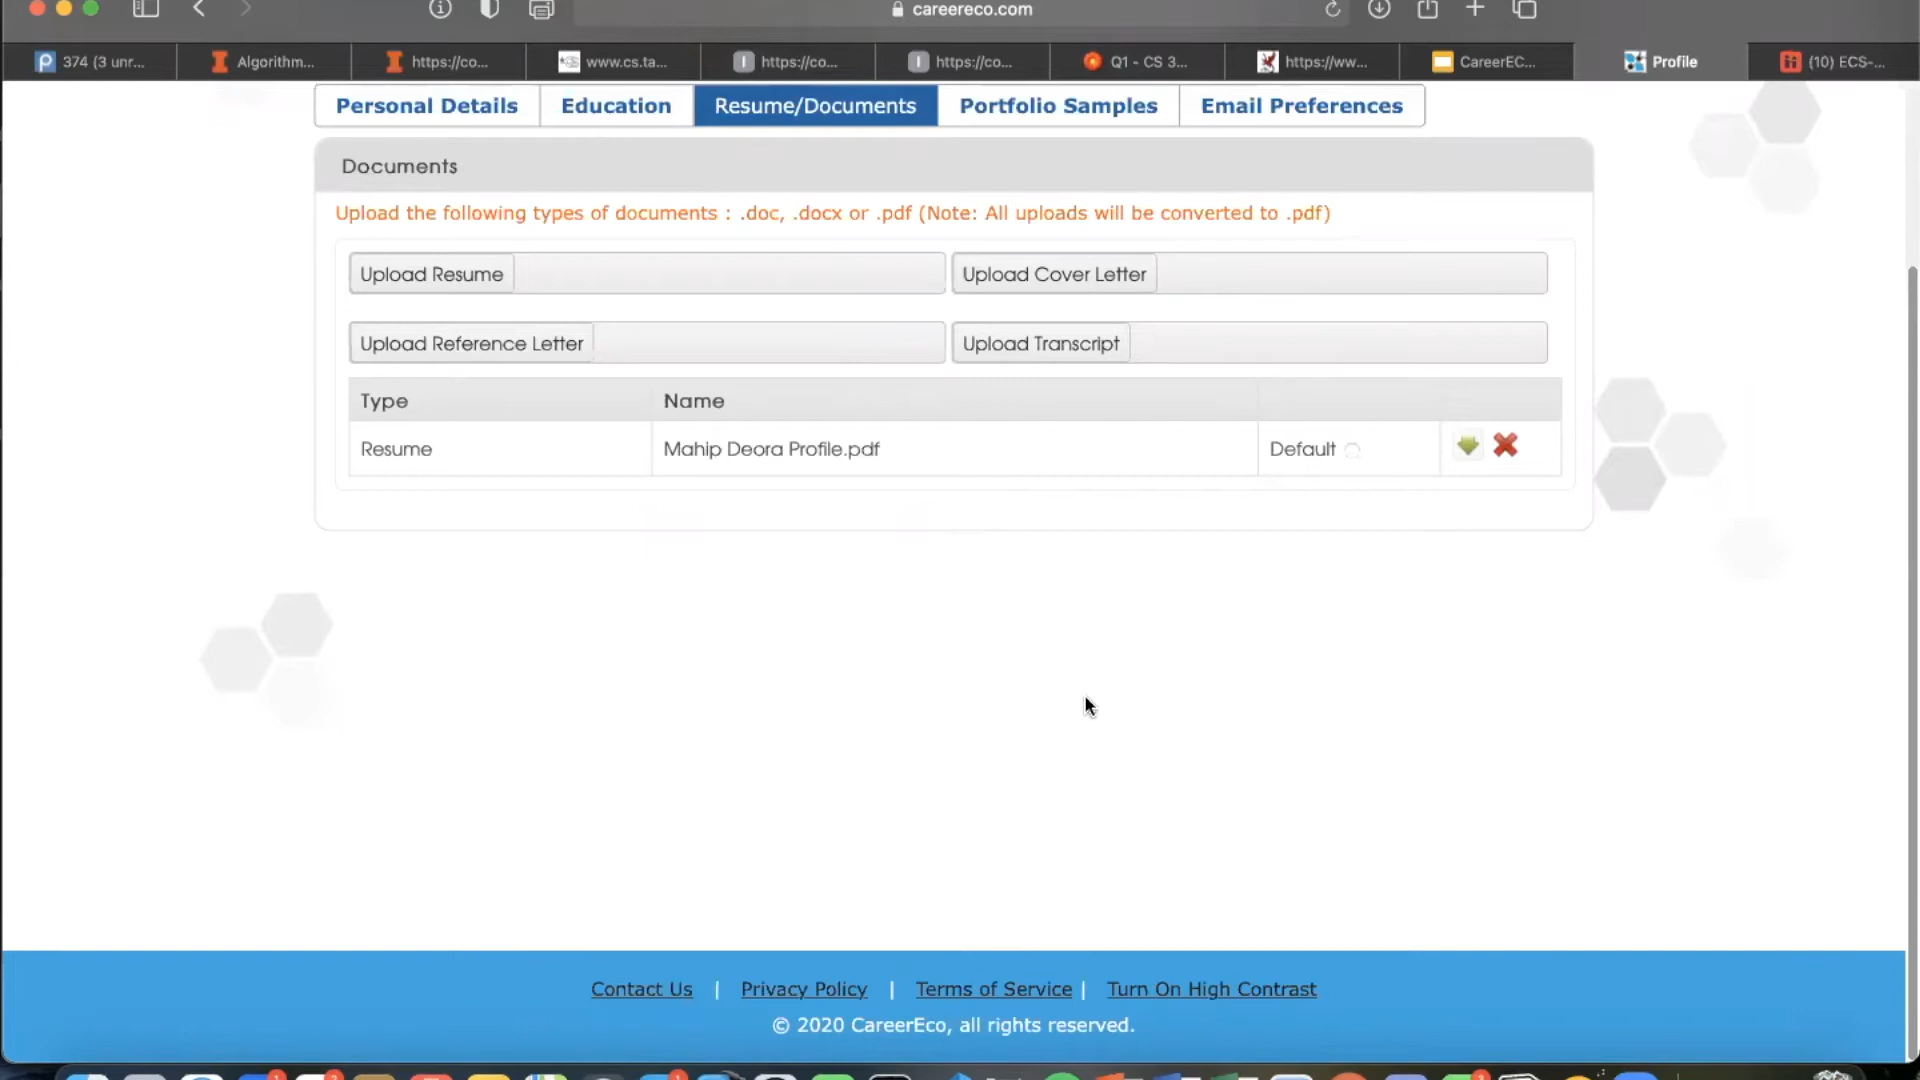 careereco.com
374 (3 unr...
Algorithm...
https://co...
www.cs.ta...
https://co...
https://co...
Q1 - CS 3...
https://ww...
CareerEC...
Profile
(10) ECS-...
Personal Details
Education
Resume/Documents
Portfolio Samples
Email Preferences
Documents
Upload the following types of documents : .doc, .docx or .pdf (Note: All uploads will be converted to .pdf)
Upload Resume
Upload Cover Letter
Upload Reference Letter
Upload Transcript
Type
Name
Resume
Mahip Deora Profile.pdf
Default
Contact Us | Privacy Policy | Terms of Service | Turn On High Contrast
© 2020 CareerEco, all rights reserved.